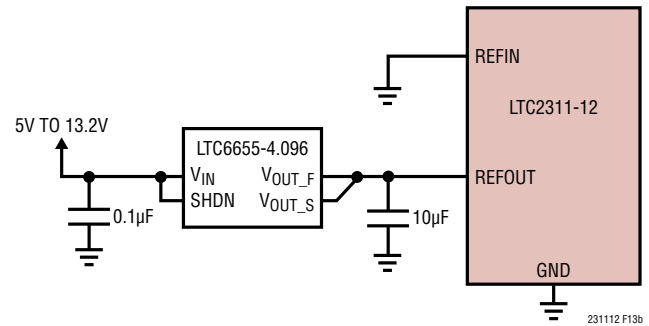 REFIN
LTC2311-12
5V TO 13.2V
LTC6655-4.096
VIN
VOUT_F
SHDN
VOUT_S
REFOUT
0.1µF
10µF
GND
231112 F13b